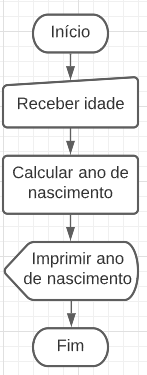 Início
Receber idade
Calcular ano de
nascimento
Imprimir ano
de nascimento
Fim